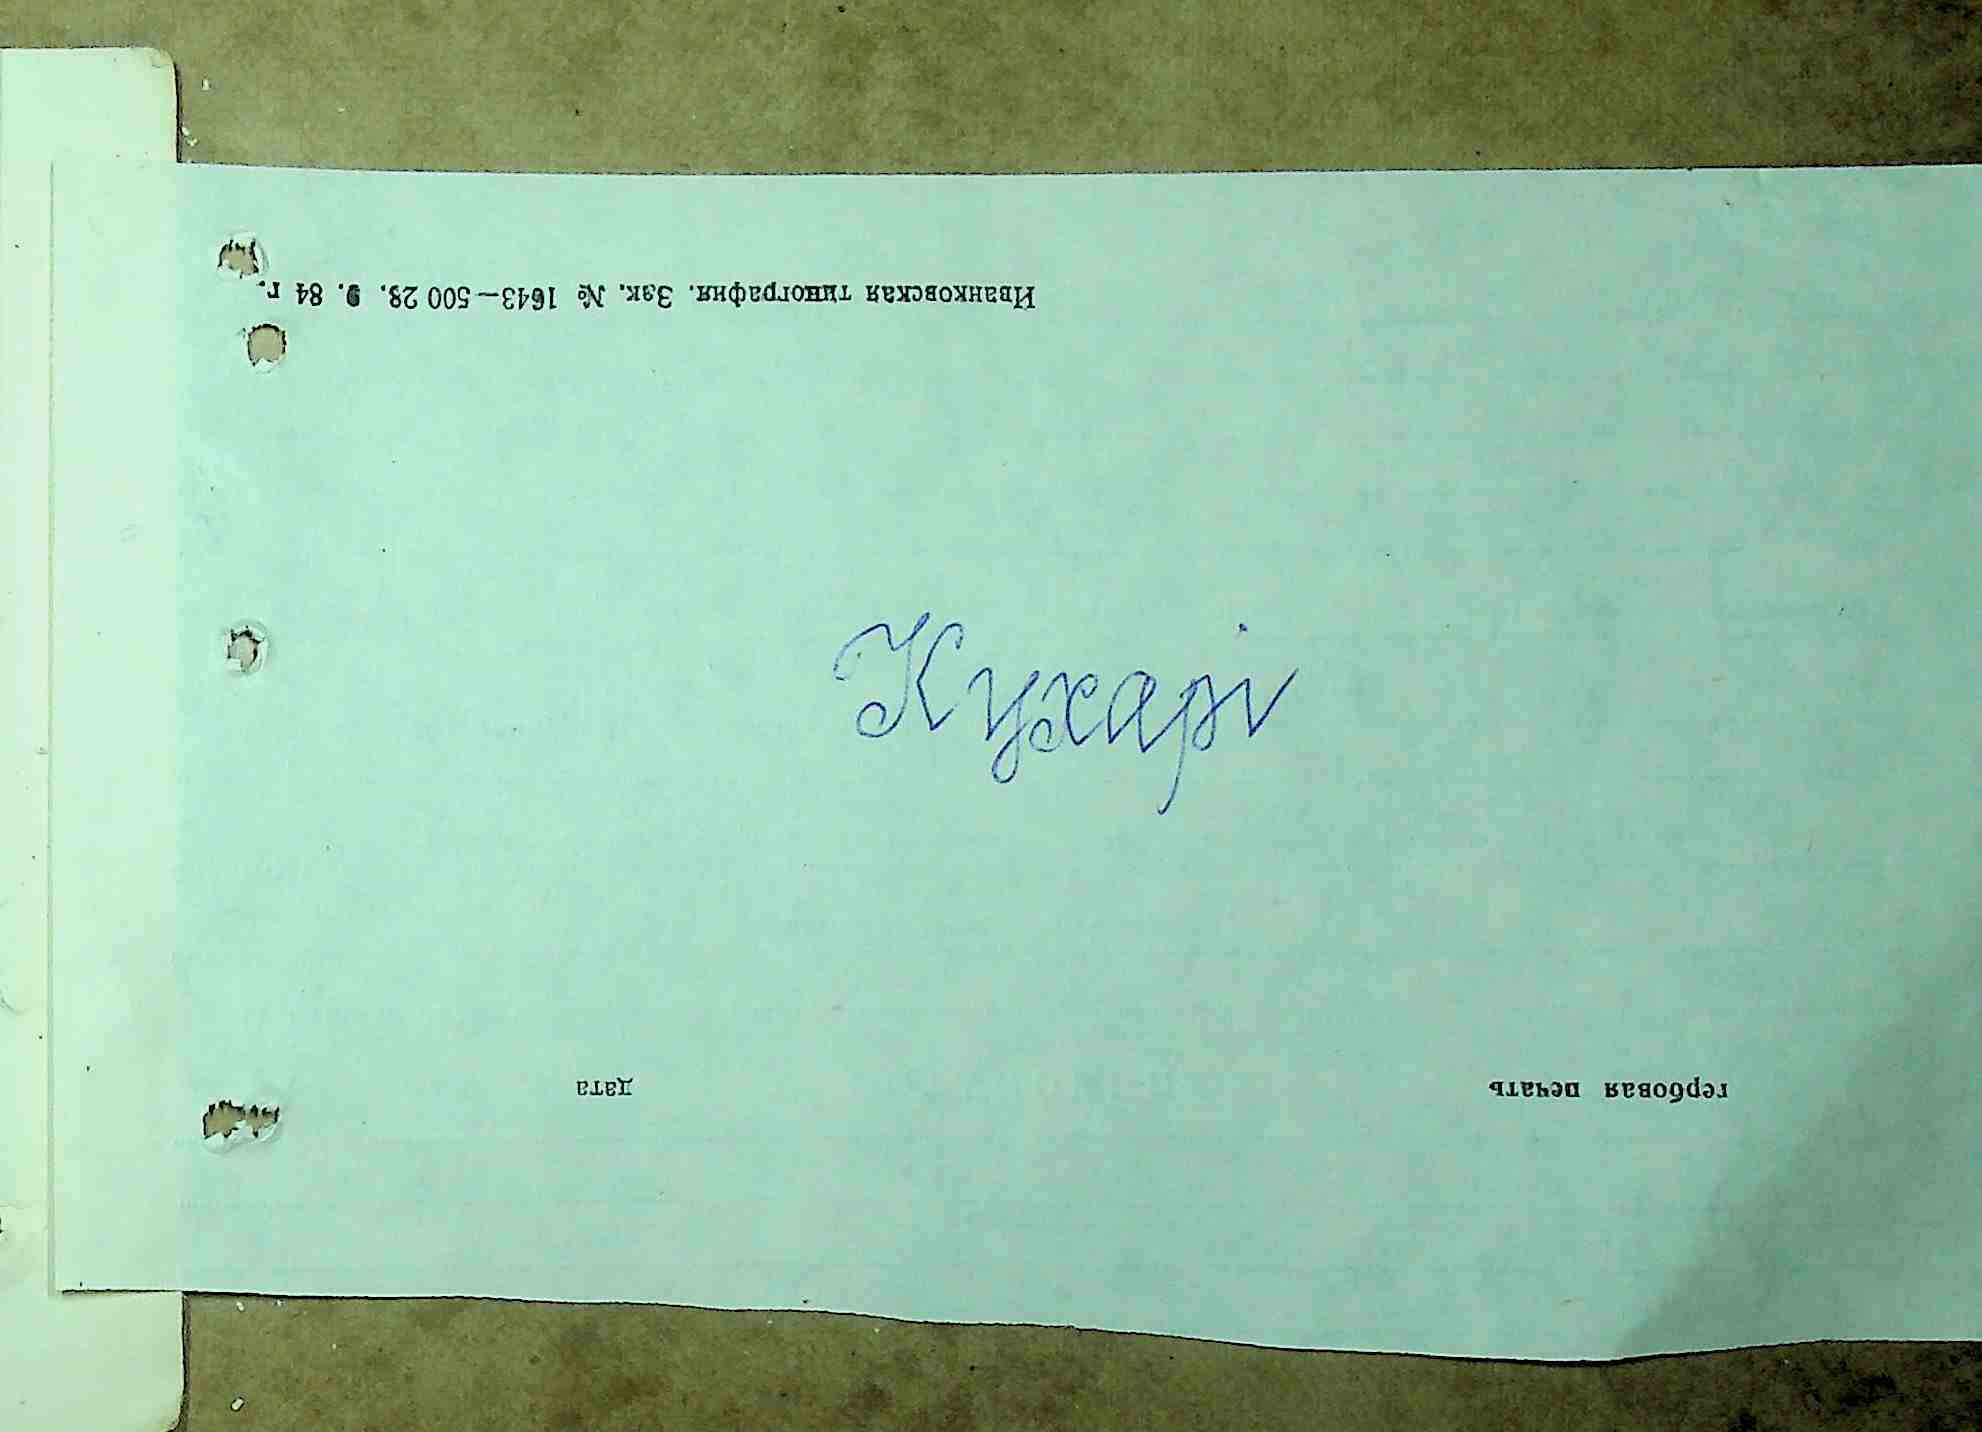 Иванковская типография. Зак. № 1643—500 28. 9. 84 г.
Кухарі
дата
гербовая печать